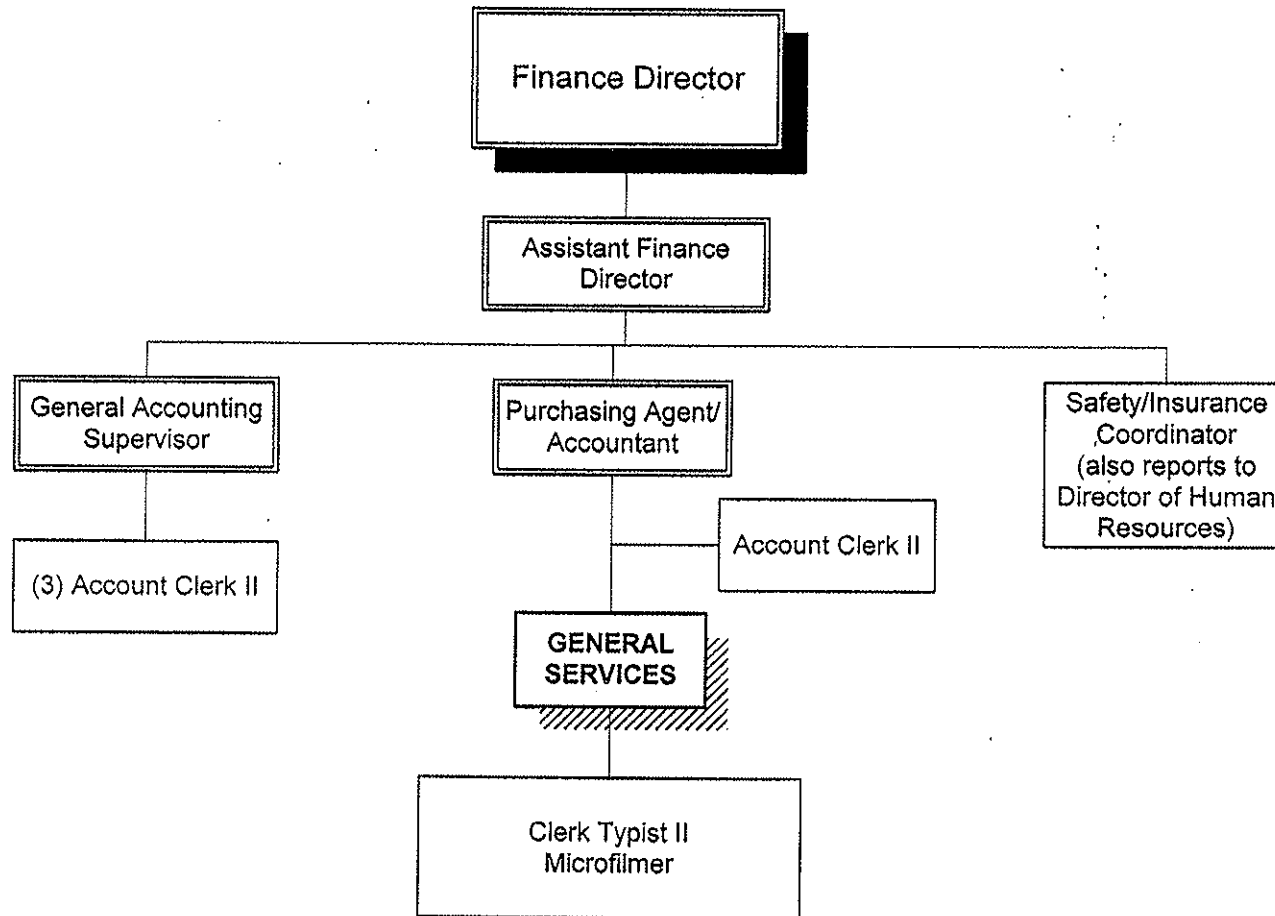 Finance Director
Assistant Finance
Director
General Accounting
Supervisor
Purchasing Agent/
Accountant
Safety/Insurance
Coordinator
(also reports to
Director of Human
Resources)
(3) Account Clerk II
Account Clerk II
GENERAL
SERVICES
Clerk Typist II
Microfilmer